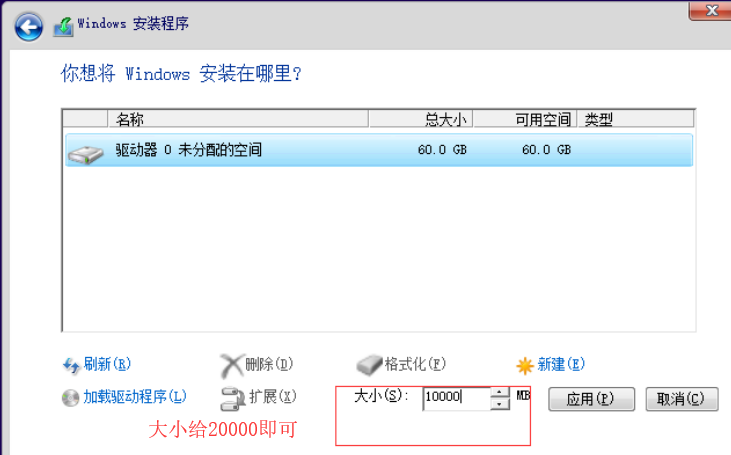 Windows 安装程序
你想将 Windows 安装在哪里?
名称 总大小 可用空间 类型
驱动器 0 未分配的空间 60.0 GB 60.0 GB
刷新(R) 删除(D) 格式化(F) 新建(E)
加载驱动程序(L) 扩展(X) 大小(S): 10000 MB 应用(P) 取消(C)
大小给20000即可